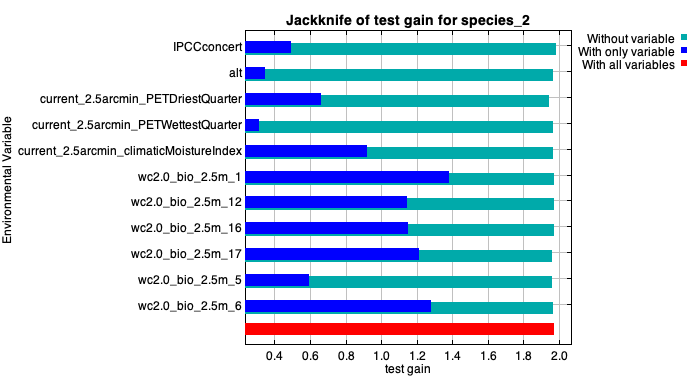 Jackknife of test gain for species_2
Without variable
With only variable
With all variables
Environmental Variable
IPCCconcert
alt
current_2.5arcmin_PETDriestQuarter
current_2.5arcmin_PETWettestQuarter
current_2.5arcmin_climaticMoistureIndex
wc2.0_bio_2.5m_1
wc2.0_bio_2.5m_12
wc2.0_bio_2.5m_16
wc2.0_bio_2.5m_17
wc2.0_bio_2.5m_5
wc2.0_bio_2.5m_6
0.4 0.6 0.8 1.0 1.2 1.4 1.6 1.8 2.0
test gain